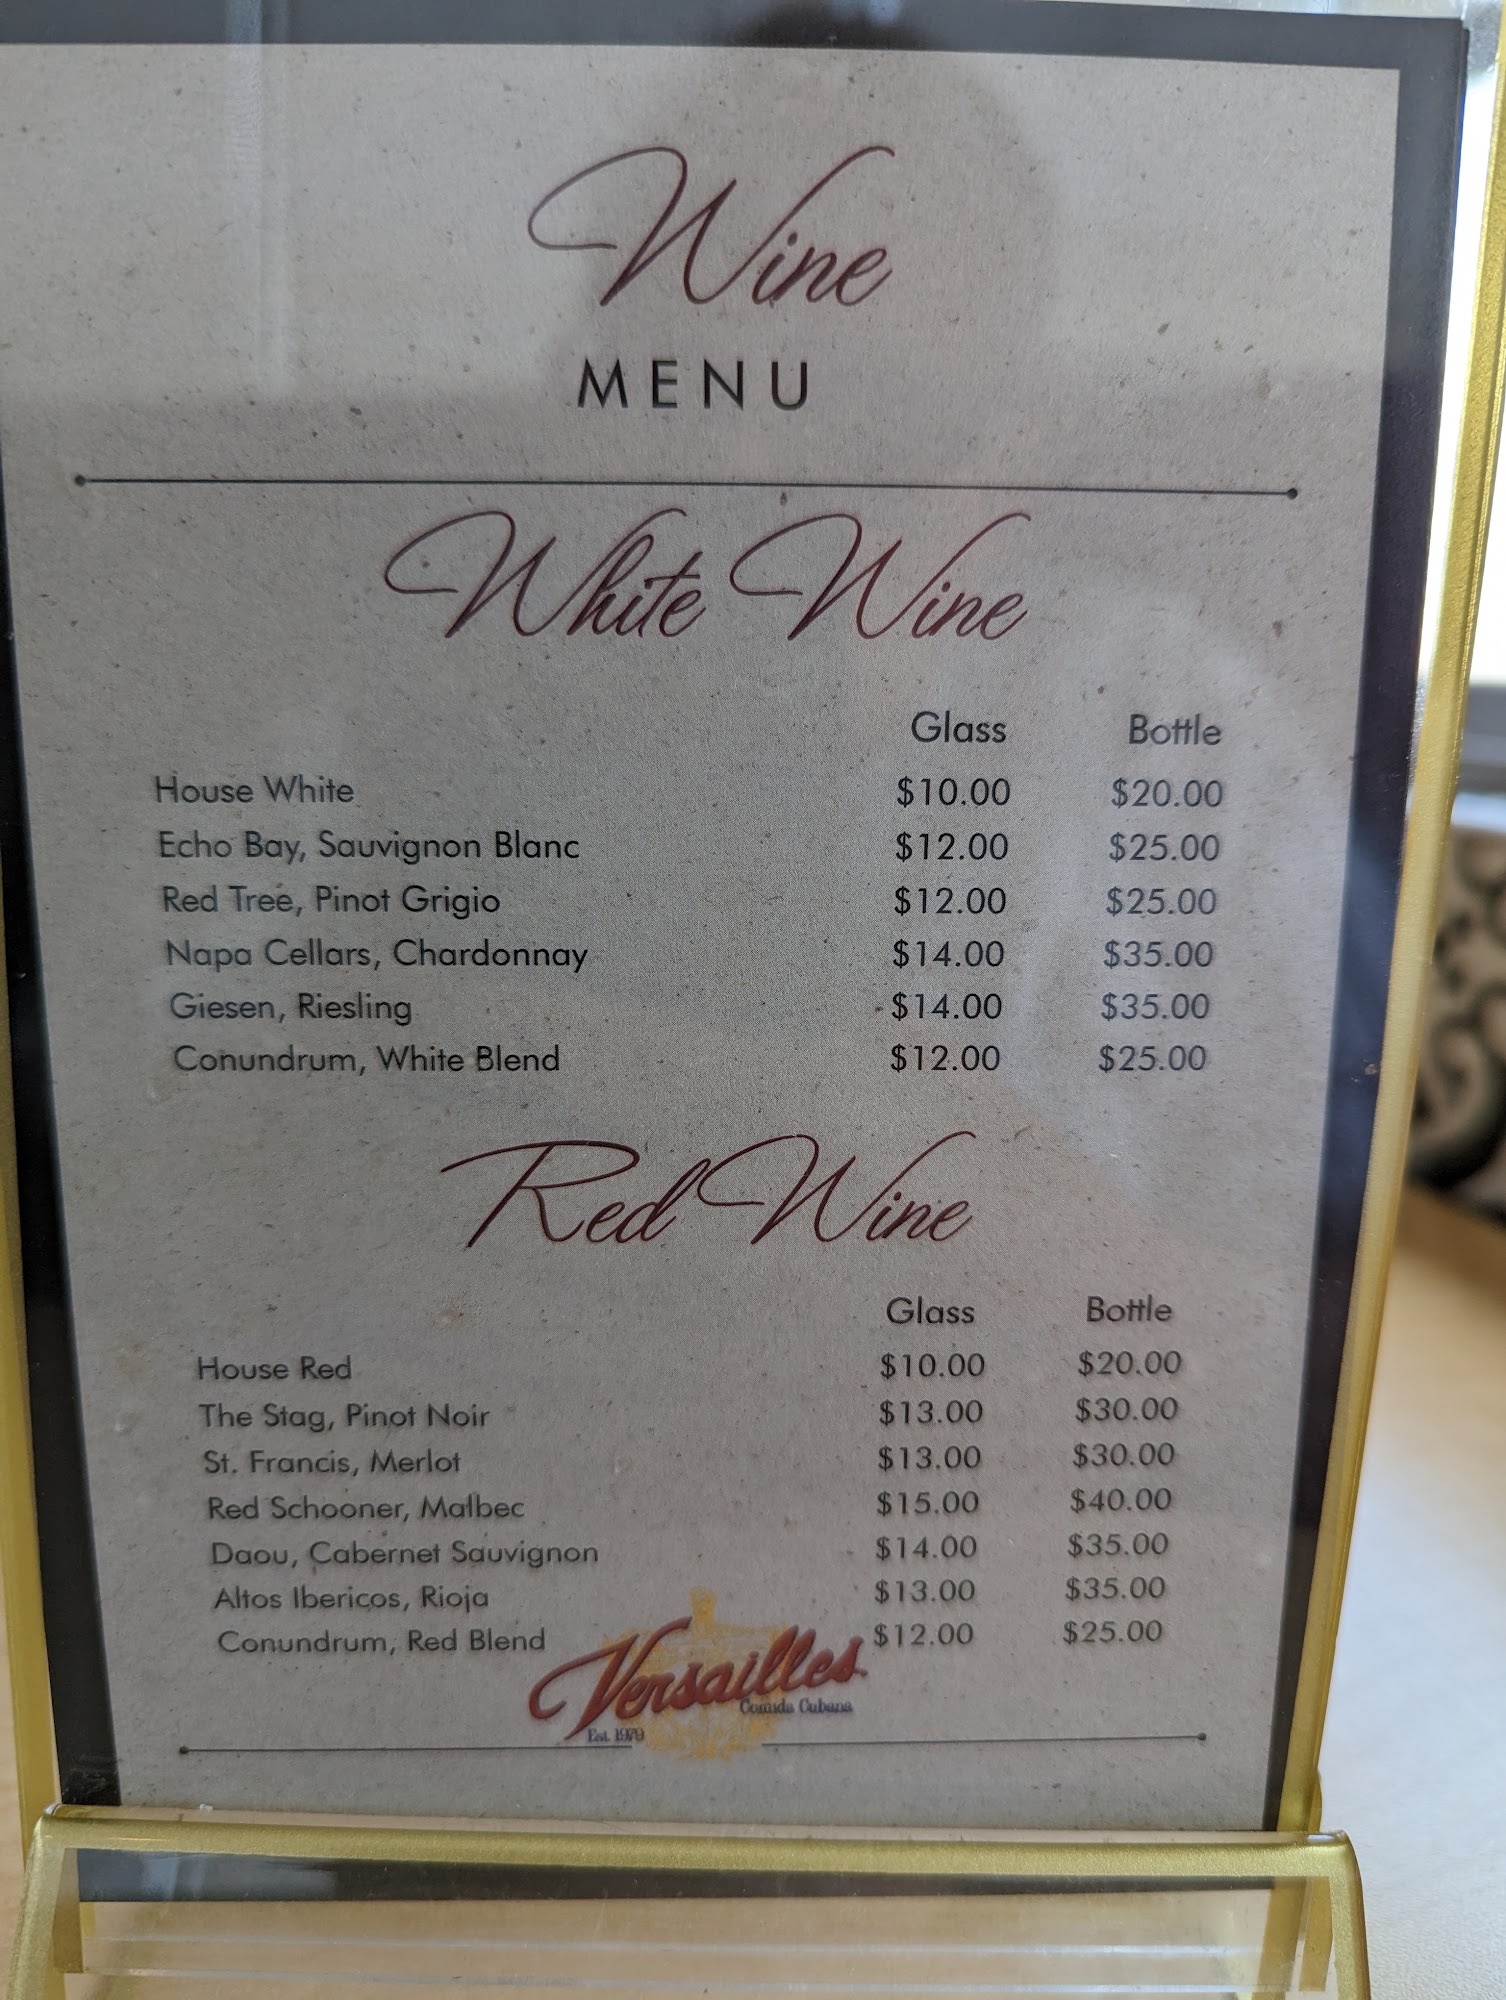 Wine
MENU
White Wine
Glass Bottle
House White $10.00 $20.00
Echo Bay, Sauvignon Blanc $12.00 $25.00
Red Tree, Pinot Grigio $12.00 $25.00
Napa Cellars, Chardonnay $14.00 $35.00
Giesen, Riesling $14.00 $35.00
Conundrum, White Blend $12.00 $25.00
Red Wine
Glass Bottle
House Red $10.00 $20.00
The Stag, Pinot Noir $13.00 $30.00
St. Francis, Merlot $13.00 $30.00
Red Schooner, Malbec $15.00 $40.00
Daou, Cabernet Sauvignon $14.00 $35.00
Altos Ibericos, Rioja $13.00 $35.00
Conundrum, Red Blend $12.00 $25.00
Versailles
Comida Cubana
Est. 1979